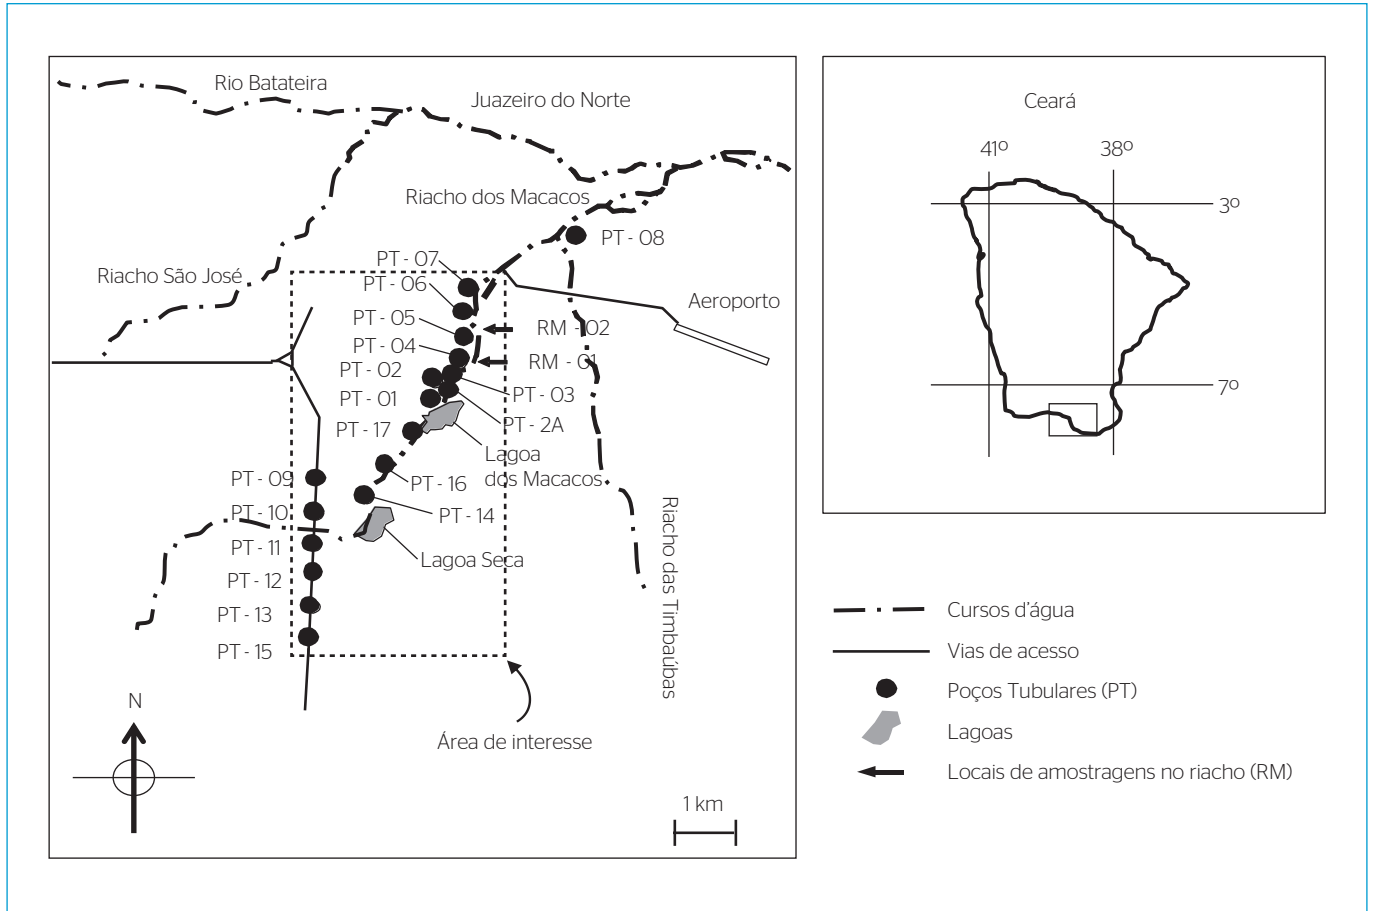 Rio Batateira
Juazeiro do Norte
Riacho dos Macacos
PT - 08
PT - 07
Riacho São José
PT - 06
Aeroporto
PT - 05
RM - 02
PT - 04
RM - 01
PT - 02
PT - 03
PT - 01
PT - 2A
PT - 17
Lagoa
dos Macacos
PT - 09
PT - 16
PT - 10
PT - 14
PT - 11
Lagoa Seca
PT - 12
PT - 13
PT - 15
Riacho das Timbaúbas
N
Área de interesse
1 km
Ceará
41º
38º
3º
7º
Cursos d'água
Vias de acesso
Poços Tubulares (PT)
Lagoas
Locais de amostragens no riacho (RM)